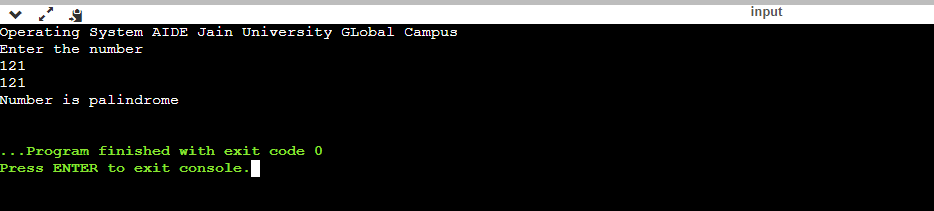 input
Operating System AIDE Jain University GLobal Campus
Enter the number
121
121
Number is palindrome
...Program finished with exit code 0
Press ENTER to exit console.